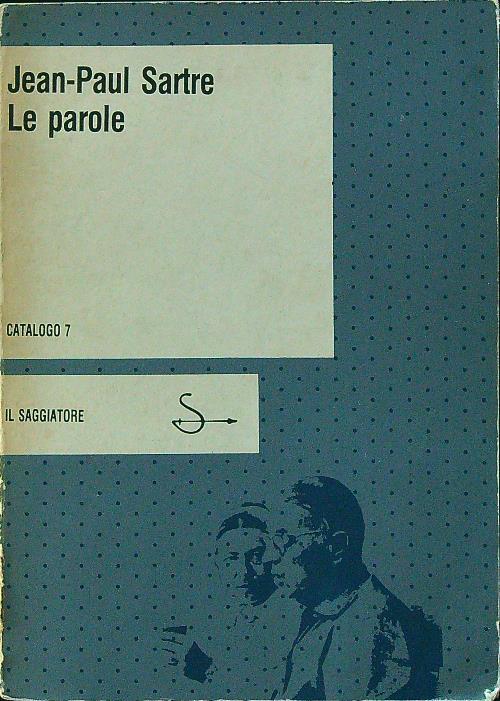 Jean-Paul Sartre
Le parole
CATALOGO 7
IL SAGGIATORE